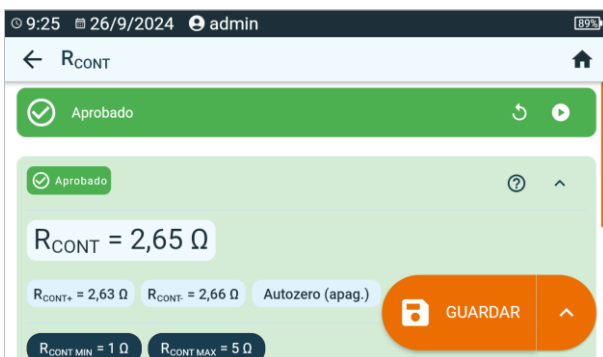 9:25 26/9/2024 admin 89%
RCONT
Aprobado
Aprobado
RCONT = 2,65 Ω
RCONT+ = 2,63 Ω RCONT- = 2,66 Ω Autozero (apag.)
GUARDAR
RCONT MIN = 1 Ω RCONT MAX = 5 Ω